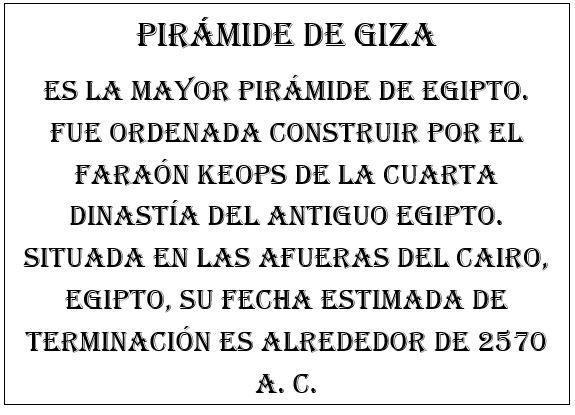 PIRÁMIDE DE GIZA
ES LA MAYOR PIRÁMIDE DE EGIPTO.
FUE ORDENADA CONSTRUIR POR EL
FARAÓN KEOPS DE LA CUARTA
DINASTÍA DEL ANTIGUO EGIPTO.
SITUADA EN LAS AFUERAS DEL CAIRO,
EGIPTO, SU FECHA ESTIMADA DE
TERMINACIÓN ES ALREDEDOR DE 2570
A. C.